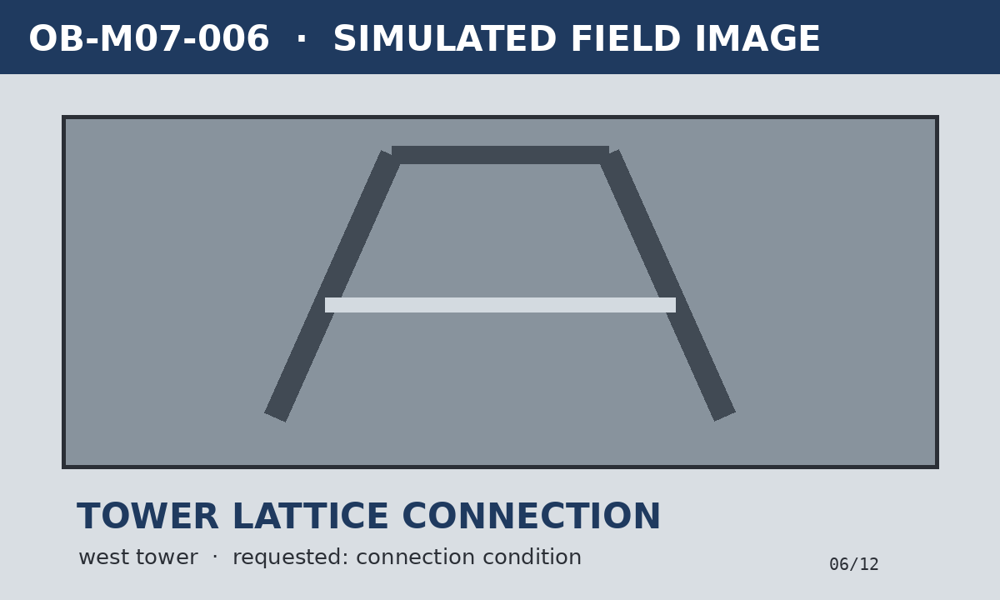 OB-M07-006 · SIMULATED FIELD IMAGE
TOWER LATTICE CONNECTION
west tower · requested: connection condition
06/12